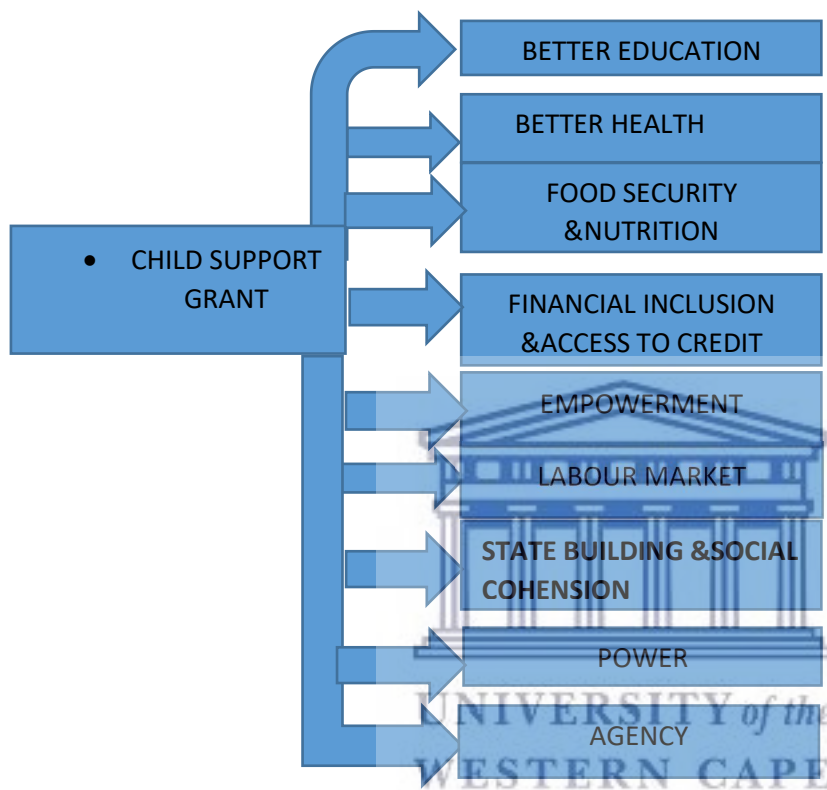 BETTER EDUCATION
BETTER HEALTH
FOOD SECURITY
&NUTRITION
• CHILD SUPPORT
GRANT
FINANCIAL INCLUSION
&ACCESS TO CREDIT
EMPOWERMENT
LABOUR MARKET
STATE BUILDING &SOCIAL
COHENSION
POWER
UNIVERSITY of the
AGENCY
WESTERN CAPE